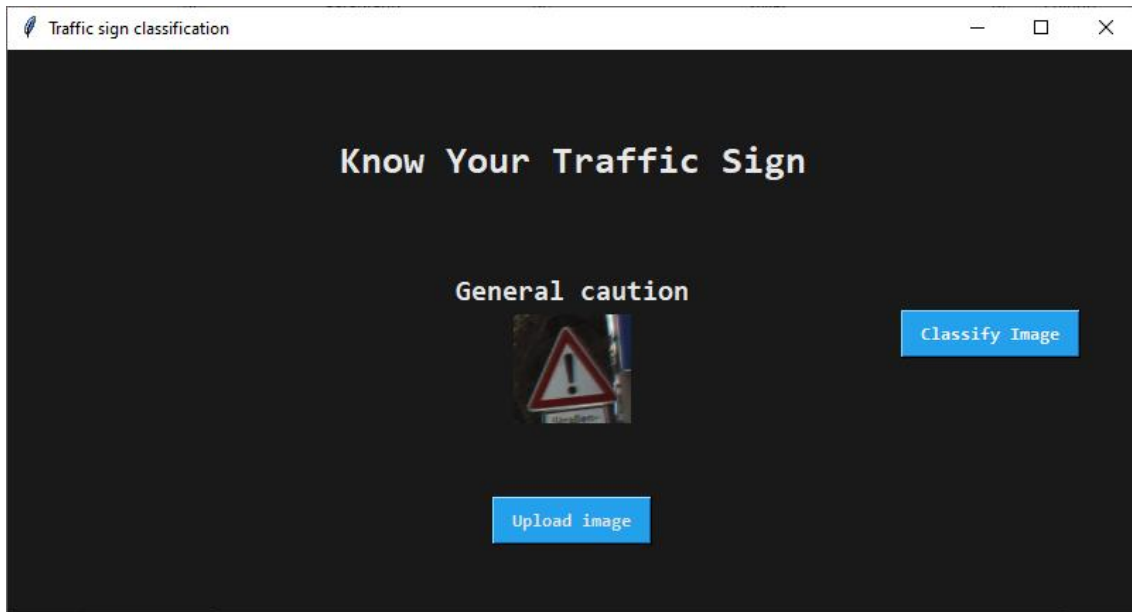 Traffic sign classification
Know Your Traffic Sign
General caution
Classify Image
Upload image